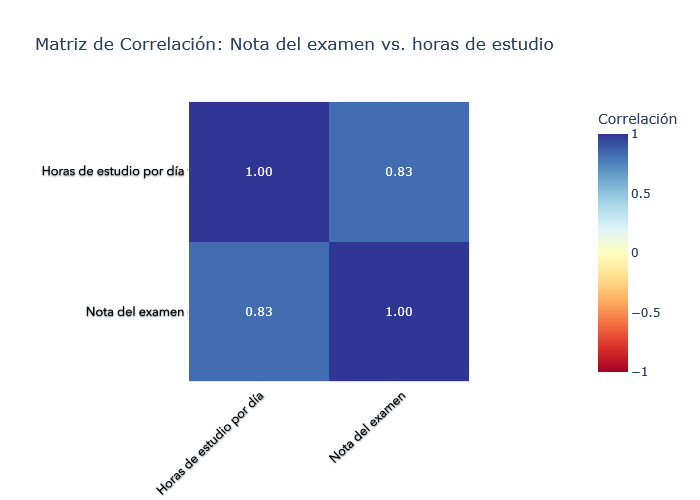 Matriz de Correlación: Nota del examen vs. horas de estudio
Correlación
Horas de estudio por día
1.00
0.83
Nota del examen
0.83
1.00
Horas de estudio por día
Nota del examen
1
0.5
0
−0.5
−1